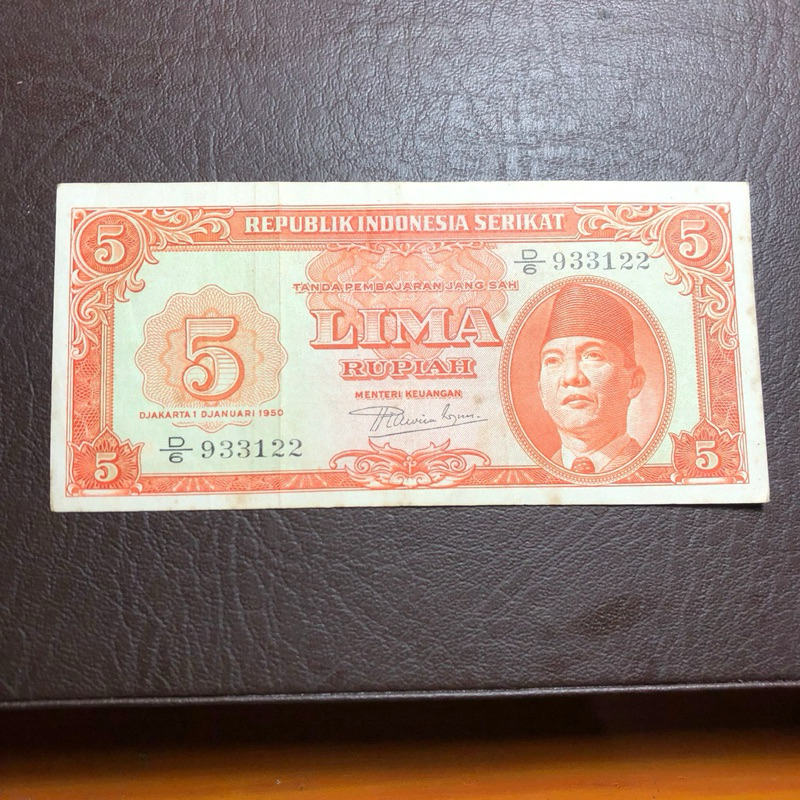 5 REPUBLIK INDONESIA SERIKAT 5
D/6 933122
TANDA PEMBAJARAN JANG SAH
5 LIMA
RUPIAH
MENTERI KEUANGAN
DJAKARTA 1 DJANUARI 1950
D/6 933122
5 5